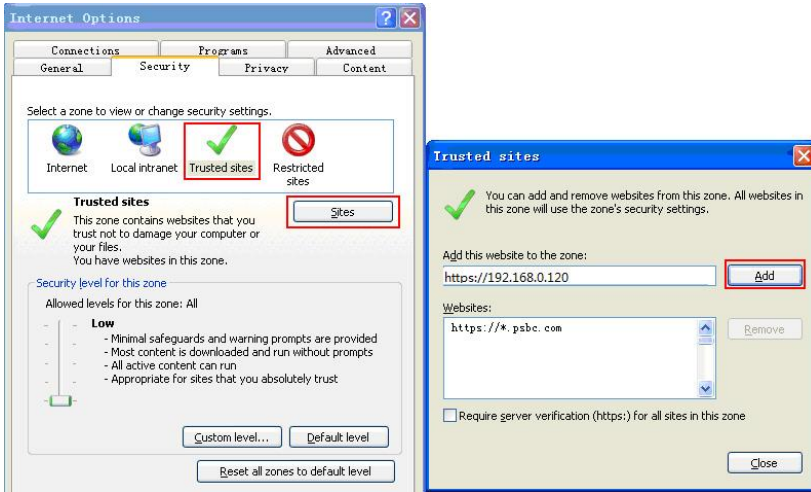 Internet Options
Connections Programs Advanced
General Security Privacy Content
Select a zone to view or change security settings.
Internet Local intranet Trusted sites Restricted
sites
Trusted sites
Sites
This zone contains websites that you
trust not to damage your computer or
your files.
You have websites in this zone.
Security level for this zone
Allowed levels for this zone: All
Low
- Minimal safeguards and warning prompts are provided
- Most content is downloaded and run without prompts
- All active content can run
- Appropriate for sites that you absolutely trust
Custom level... Default level
Reset all zones to default level
Trusted sites
You can add and remove websites from this zone. All websites in
this zone will use the zone's security settings.
Add this website to the zone:
https://192.168.0.120 Add
Websites:
https://*.psbc.com Remove
Require server verification (https:) for all sites in this zone
Close